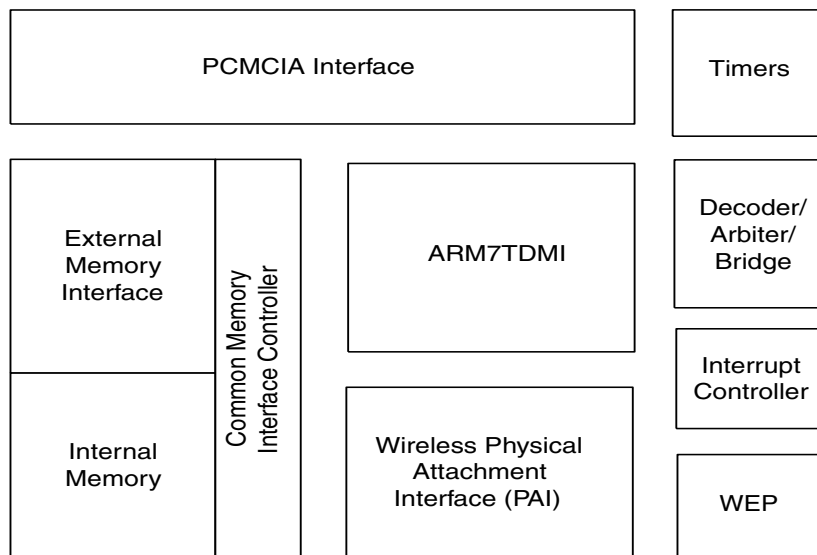 PCMCIA Interface
Timers
External
Memory
Interface
Common Memory
Interface Controller
ARM7TDMI
Decoder/
Arbiter/
Bridge
Interrupt
Controller
Internal
Memory
Wireless Physical
Attachment
Interface (PAI)
WEP